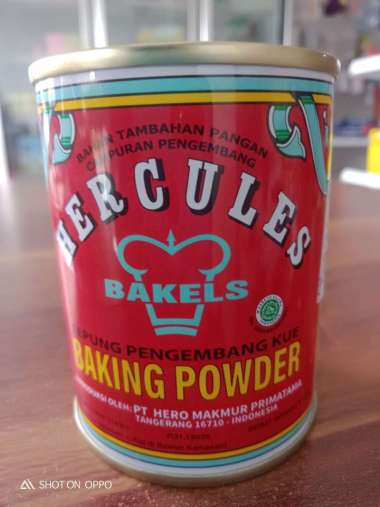 BAHAN TAMBAHAN PANGAN
CAMPURAN PENGEMBANG
HERCULES
BAKELS
TEPUNG PENGEMBANG KUE
BAKING POWDER
DIPRODUKSI OLEH: PT HERO MAKMUR PRIMATAMA
TANGERANG 16710 - INDONESIA
SHOT ON OPPO